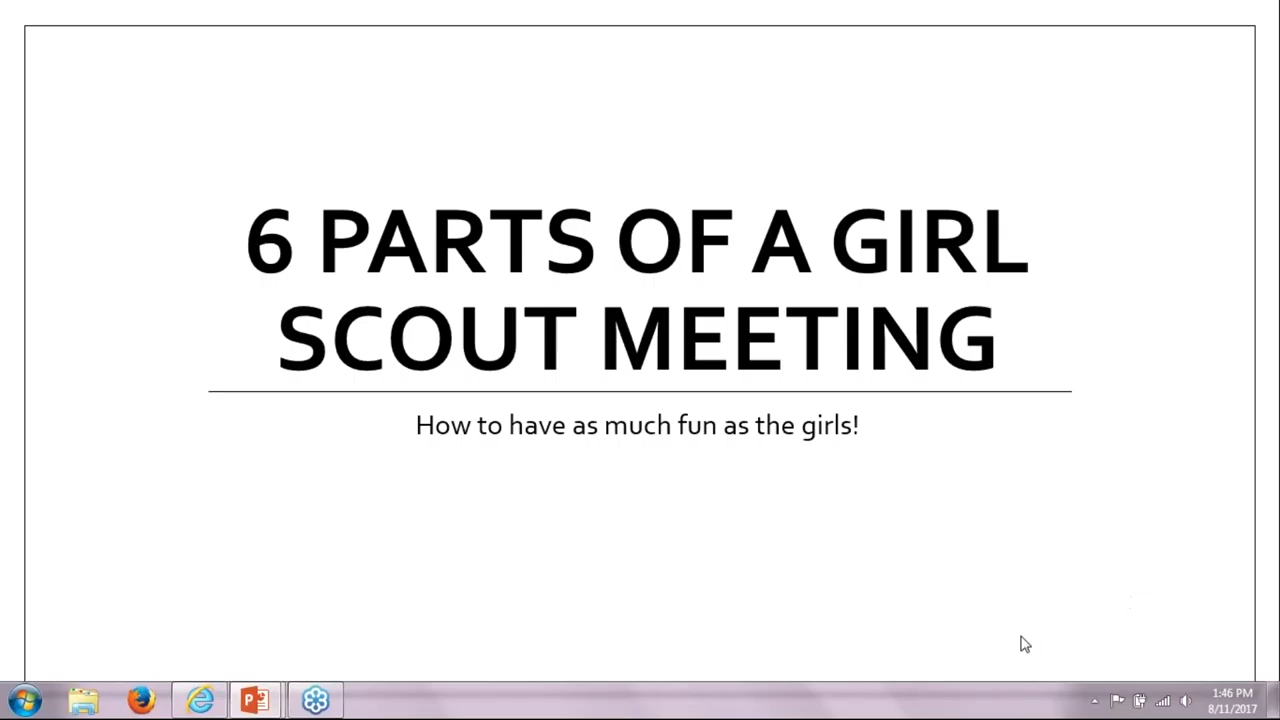 6 PARTS OF A GIRL
SCOUT MEETING
How to have as much fun as the girls!
1:46 PM
8/11/2017